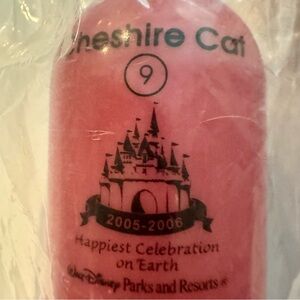 heshire Cat
9
2005-2006
Happiest Celebration
on Earth
Walt Disney Parks and Resorts®